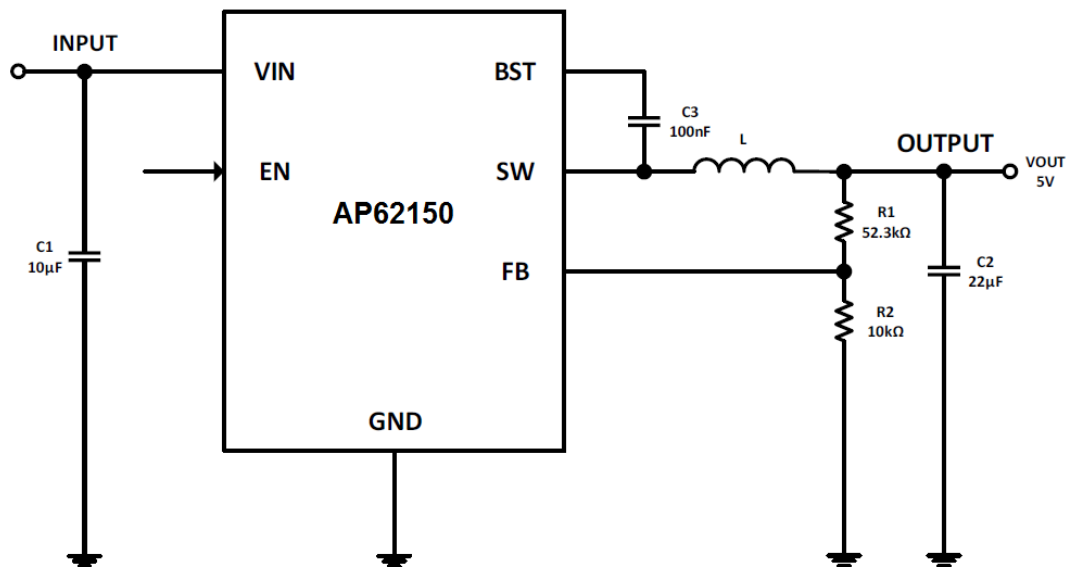 INPUT
VIN
BST
C3
100nF
L
OUTPUT
VOUT
5V
EN
SW
AP62150
R1
52.3kΩ
C1
10µF
FB
C2
22µF
R2
10kΩ
GND